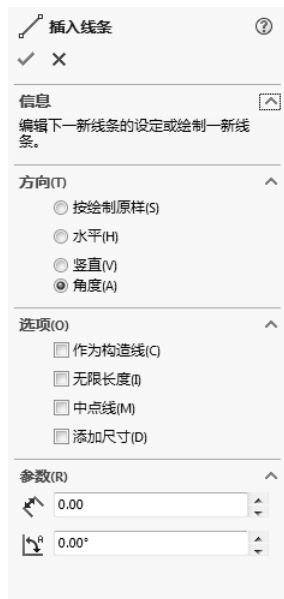 插入线条
信息
编辑下一新线条的设定或绘制一新线
条。
方向(T)
按绘制原样(S)
水平(H)
竖直(V)
角度(A)
选项(O)
作为构造线(C)
无限长度(I)
中点线(M)
添加尺寸(D)
参数(R)
0.00
0.00°